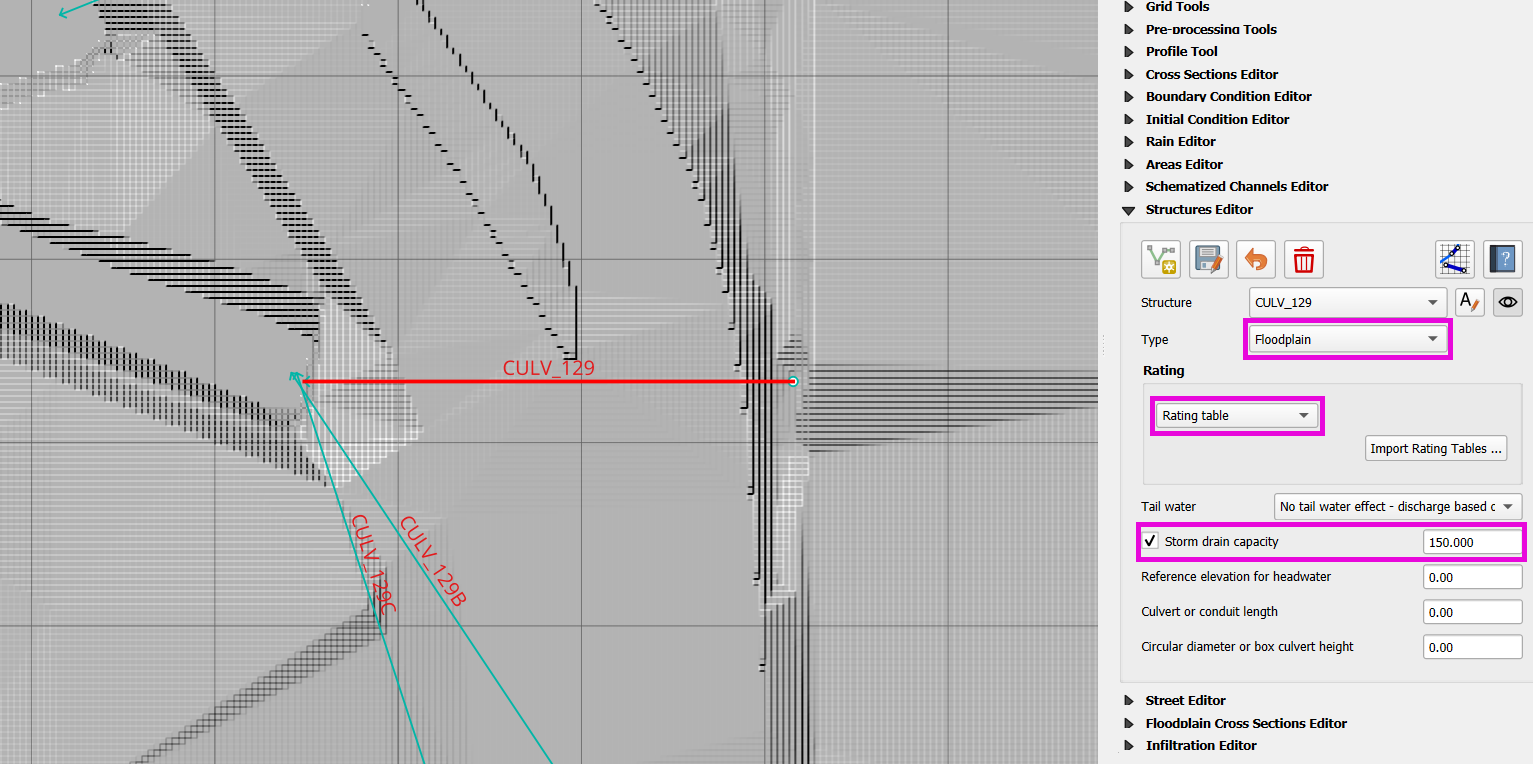 Grid Tools
Pre-processing Tools
Profile Tool
Cross Sections Editor
Boundary Condition Editor
Initial Condition Editor
Rain Editor
Areas Editor
Schematized Channels Editor
Structures Editor
?
Structure
CULV_129
A
Type
Floodplain
Rating
Rating table
Import Rating Tables ...
Tail water
No tail water effect - discharge based c
Storm drain capacity
150.000
Reference elevation for headwater
0.00
Culvert or conduit length
0.00
Circular diameter or box culvert height
0.00
Street Editor
Floodplain Cross Sections Editor
Infiltration Editor
CULV_129
CULV_129C
CULV_129B